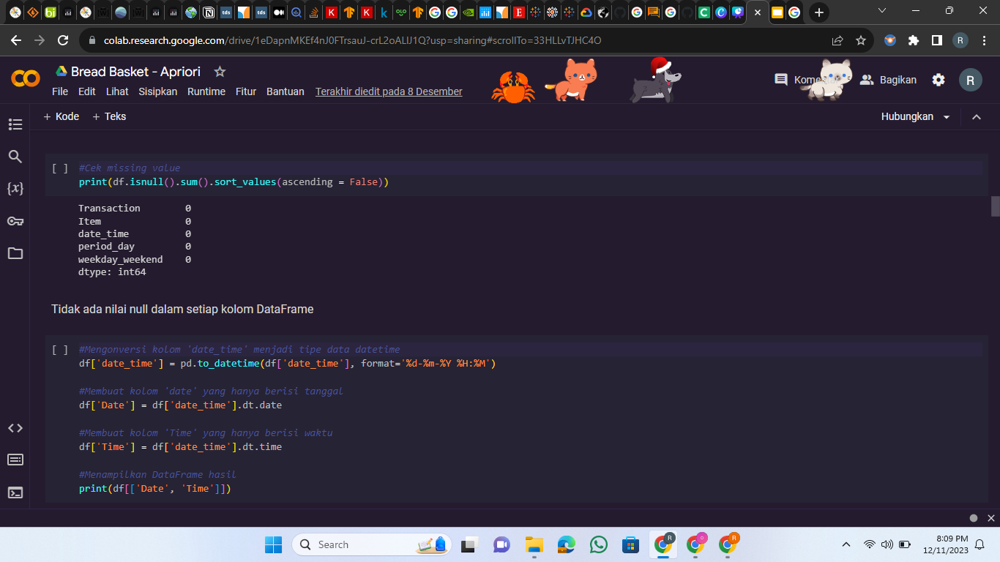 colab.research.google.com/drive/1eDapnMKEf4nJ0FTrsauJ-crL2oALlJ1Q?usp=sharing#scrollTo=33HLLvTJHC4O
Bread Basket - Apriori
File Edit Lihat Sisipkan Runtime Fitur Bantuan Terakhir diedit pada 8 Desember
Bagikan
R
+ Kode + Teks
Hubungkan
[ ] #Cek missing value
print(df.isnull().sum().sort_values(ascending = False))
Transaction 0
Item 0
date_time 0
period_day 0
weekday_weekend 0
dtype: int64
Tidak ada nilai null dalam setiap kolom DataFrame
[ ] #Mengonversi kolom 'date_time' menjadi tipe data datetime
df['date_time'] = pd.to_datetime(df['date_time'], format='%d-%m-%Y %H:%M')
#Membuat kolom 'date' yang hanya berisi tanggal
df['Date'] = df['date_time'].dt.date
#Membuat kolom 'Time' yang hanya berisi waktu
df['Time'] = df['date_time'].dt.time
#Menampilkan DataFrame hasil
print(df[['Date', 'Time']])
Search
8:09 PM
12/11/2023